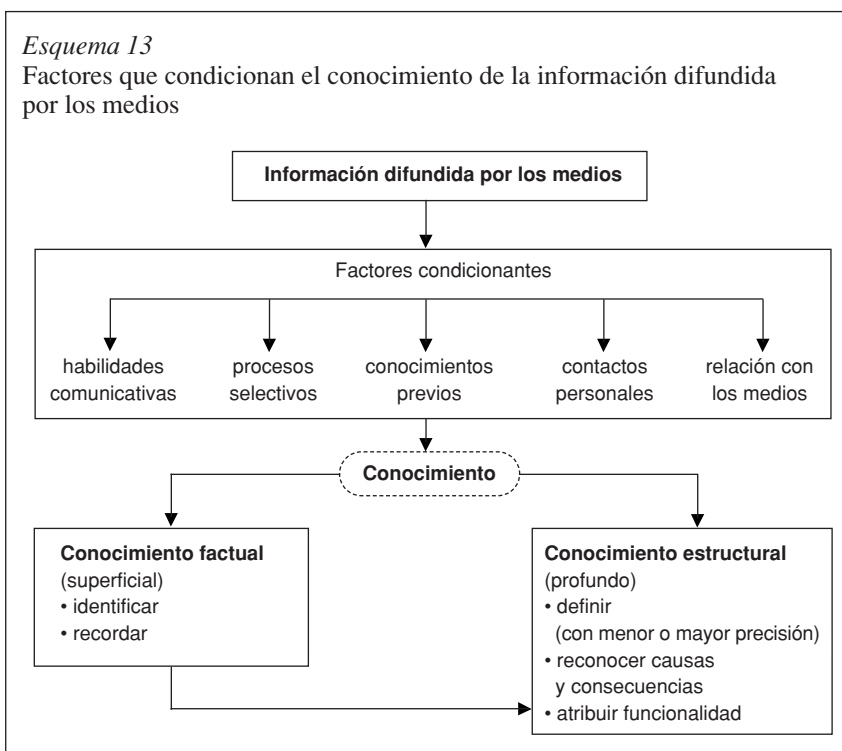 Esquema 13
Factores que condicionan el conocimiento de la información difundida
por los medios
Información difundida por los medios
Factores condicionantes
habilidades
comunicativas
procesos
selectivos
conocimientos
previos
contactos
personales
relación con
los medios
Conocimiento
Conocimiento factual
(superficial)
• identificar
• recordar
Conocimiento estructural
(profundo)
• definir
(con menor o mayor precisión)
• reconocer causas
y consecuencias
• atribuir funcionalidad